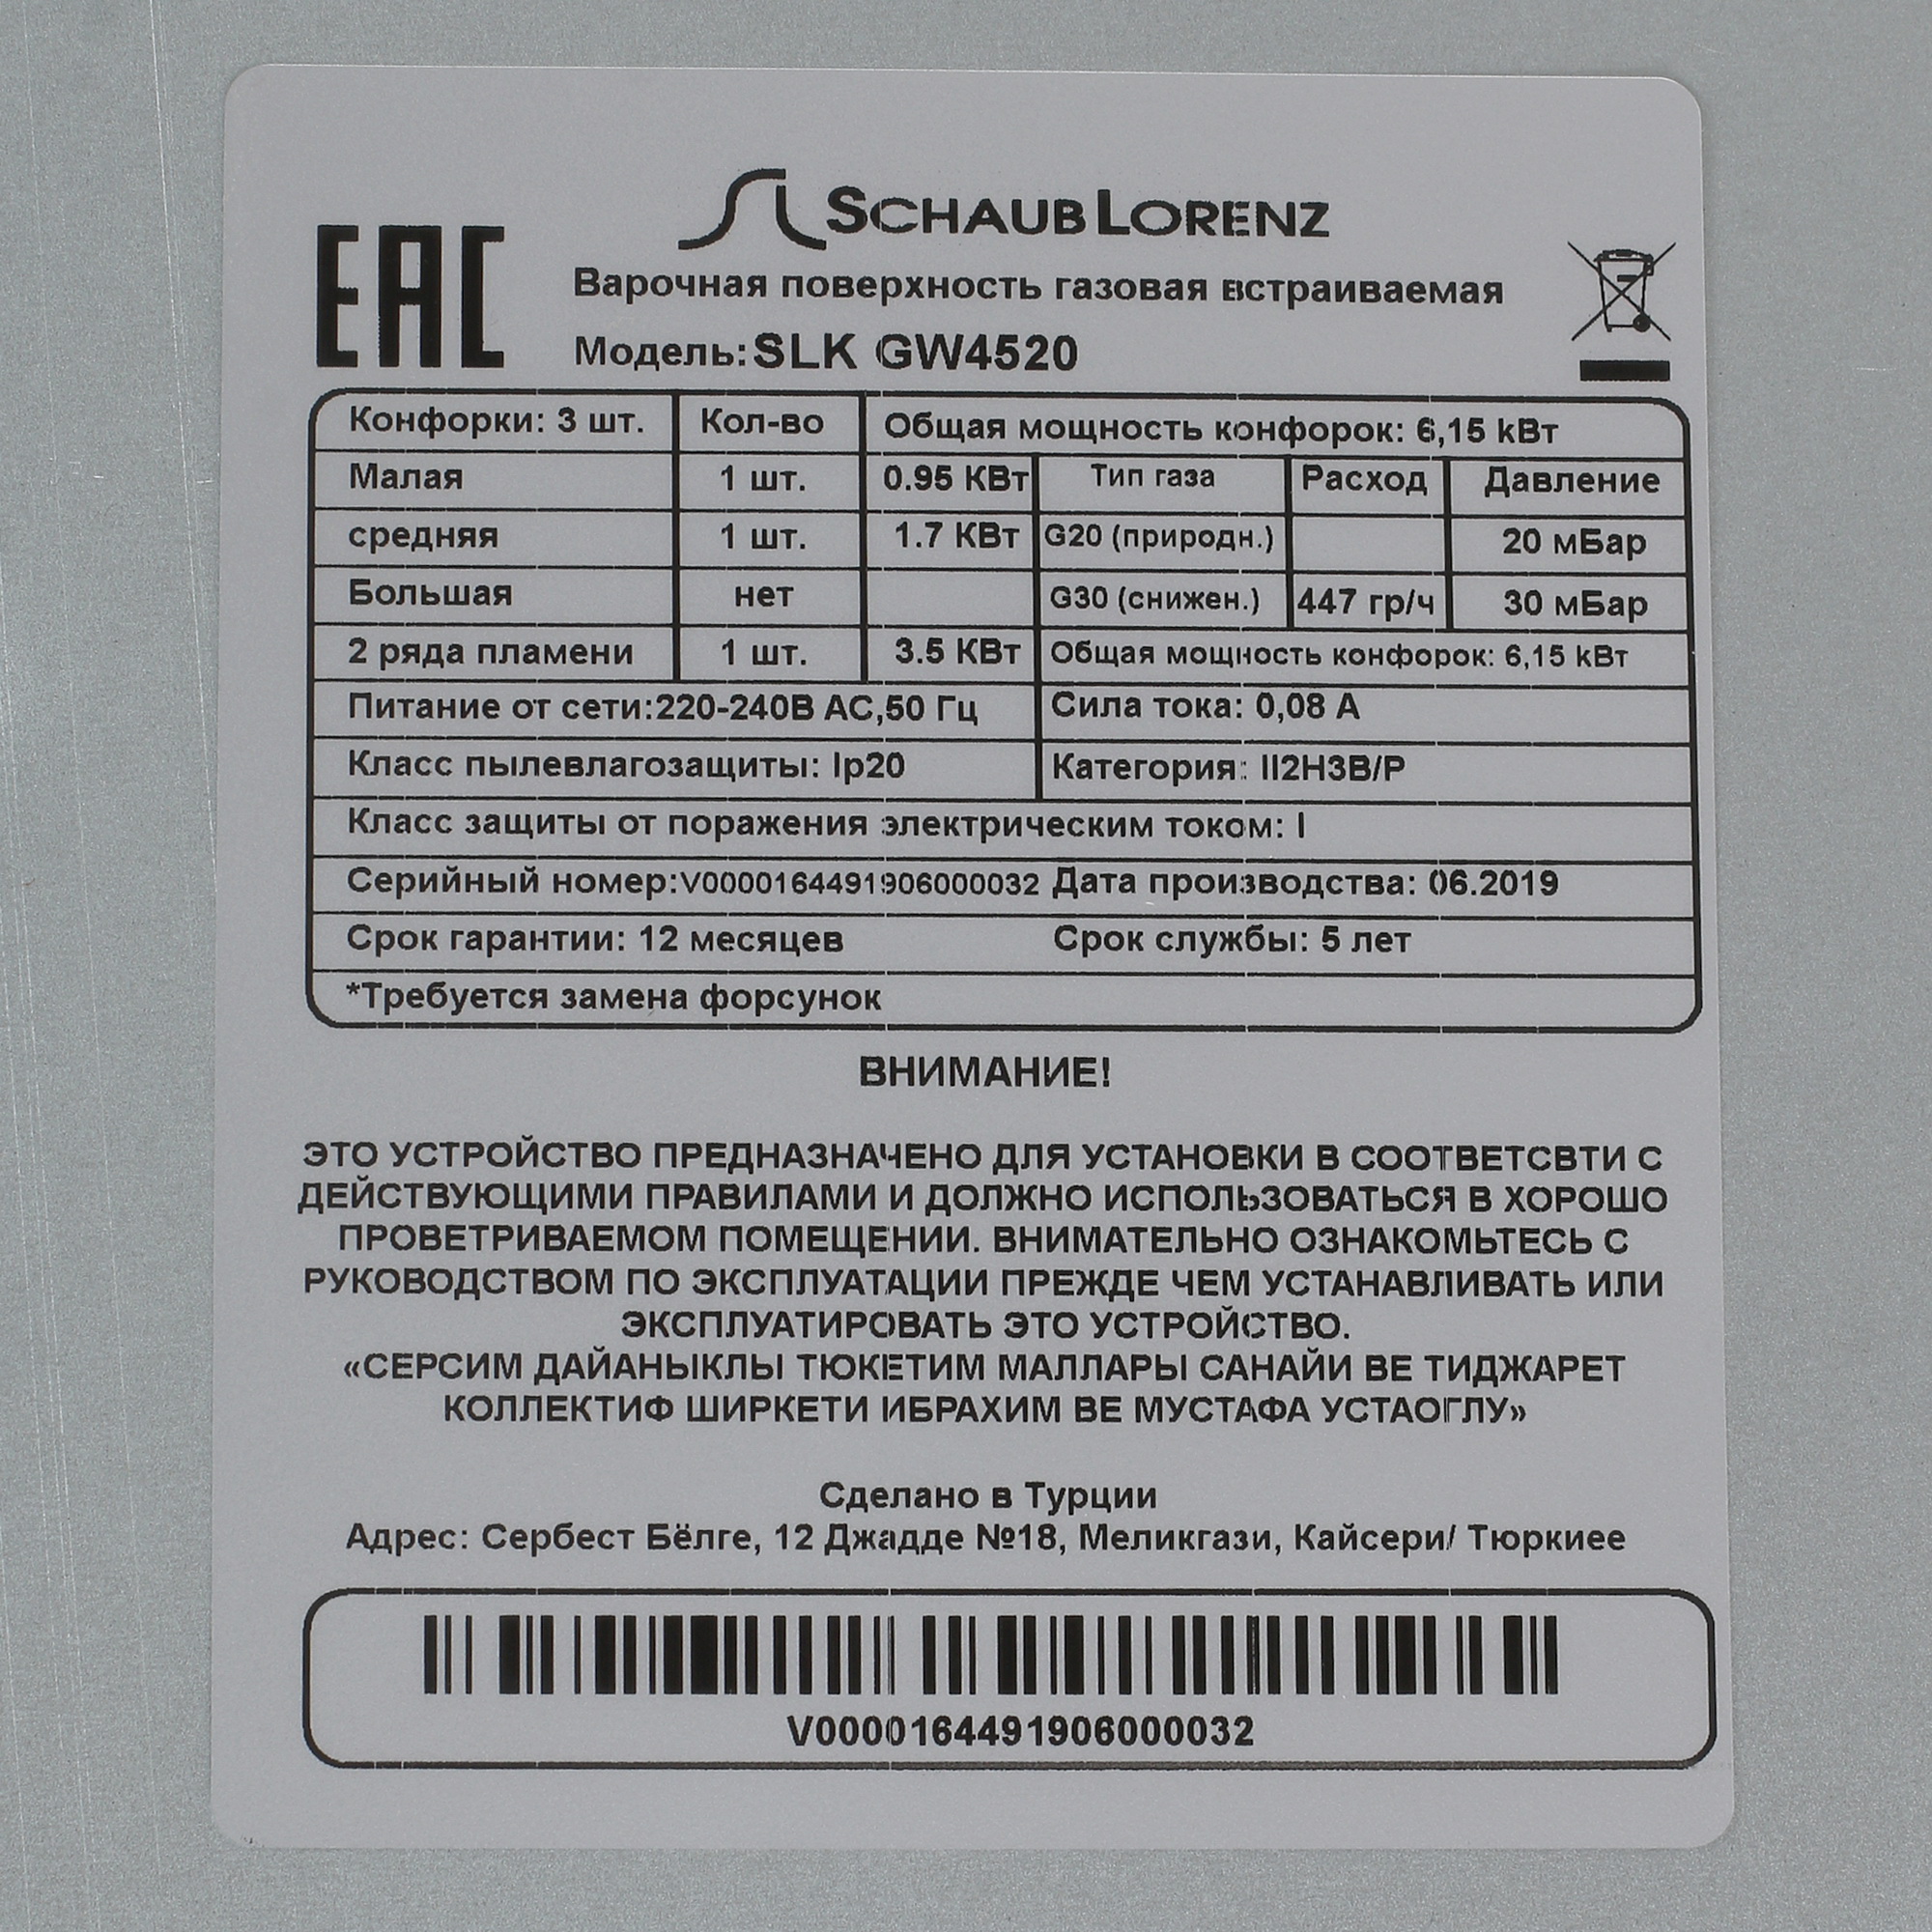 SCHAUB LORENZ
EAC
Варочная поверхность газовая встраиваемая
Модель: SLK GW4520
Конфорки: 3 шт. Кол-во Общая мощность конфорок: 6,15 kВт
Малая 1 шт. 0.95 КВт Тип газа Расход Давление
средняя 1 шт. 1.7 КВт G20 (природн.) 20 мБар
Большая нет G30 (снижен.) 447 гр/ч 30 мБар
2 ряда пламени 1 шт. 3.5 КВт Общая мощность конфорок: 6,15 kВт
Питание от сети:220-240В AC,50 Гц Сила тока: 0,08 А
Класс пылевлагозащиты: Ip20 Категория: II2H3B/P
Класс защиты от поражения электрическим током: I
Серийный номер:V0000164491906000032 Дата производства: 06.2019
Срок гарантии: 12 месяцев Срок службы: 5 лет
*Требуется замена форсунок
ВНИМАНИЕ!
ЭТО УСТРОЙСТВО ПРЕДНАЗНАЧЕНО ДЛЯ УСТАНОВКИ В СООТВЕТСВТИ С
ДЕЙСТВУЮЩИМИ ПРАВИЛАМИ И ДОЛЖНО ИСПОЛЬЗОВАТЬСЯ В ХОРОШО
ПРОВЕТРИВАЕМОМ ПОМЕЩЕНИИ. ВНИМАТЕЛЬНО ОЗНАКОМЬТЕСЬ С
РУКОВОДСТВОМ ПО ЭКСПЛУАТАЦИИ ПРЕЖДЕ ЧЕМ УСТАНАВЛИВАТЬ ИЛИ
ЭКСПЛУАТИРОВАТЬ ЭТО УСТРОЙСТВО.
«СЕРСИМ ДАЙАНЫКЛЫ ТЮКЕТИМ МАЛЛАРЫ САНАЙИ ВЕ ТИДЖАРЕТ
КОЛЛЕКТИФ ШИРКЕТИ ИБРАХИМ ВЕ МУСТАФА УСТАОГЛУ»
Сделано в Турции
Адрес: Сербест Бёлге, 12 Джадде №18, Меликгази, Кайсери/ Тюркиее
V0000164491906000032